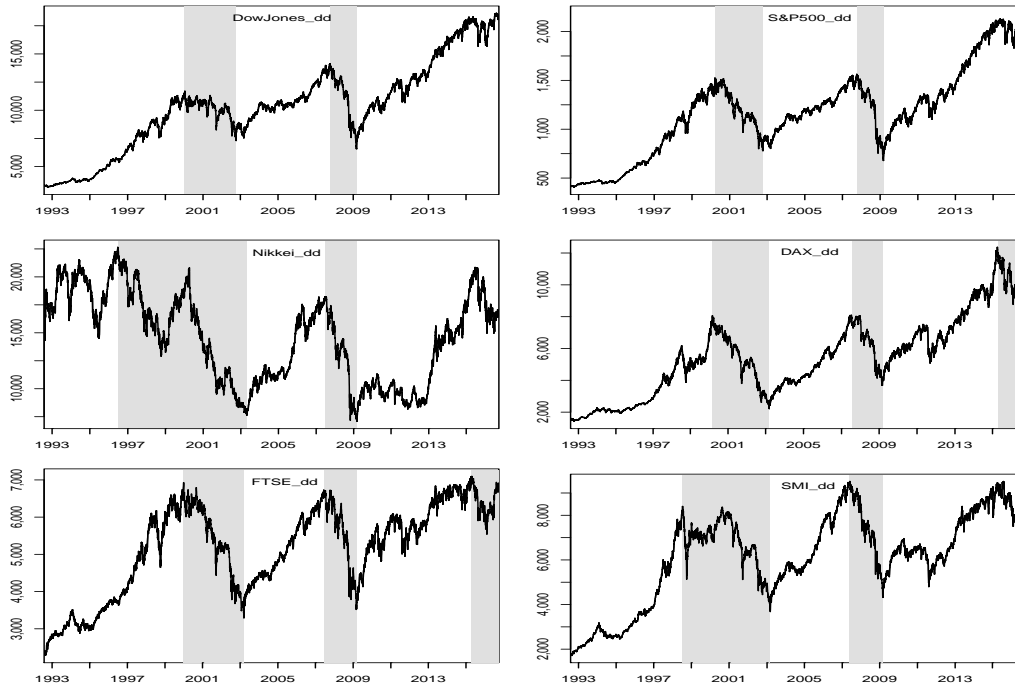 DowJones_dd
5,000 10,000 15,000
1993 1997 2001 2005 2009 2013
S&P500_dd
500 1,000 1,500 2,000
1993 1997 2001 2005 2009 2013
Nikkei_dd
10,000 15,000 20,000
1993 1997 2001 2005 2009 2013
DAX_dd
2,000 6,000 10,000
1993 1997 2001 2005 2009 2013
FTSE_dd
3,000 4,000 5,000 6,000 7,000
1993 1997 2001 2005 2009 2013
SMI_dd
2,000 4,000 6,000 8,000
1993 1997 2001 2005 2009 2013